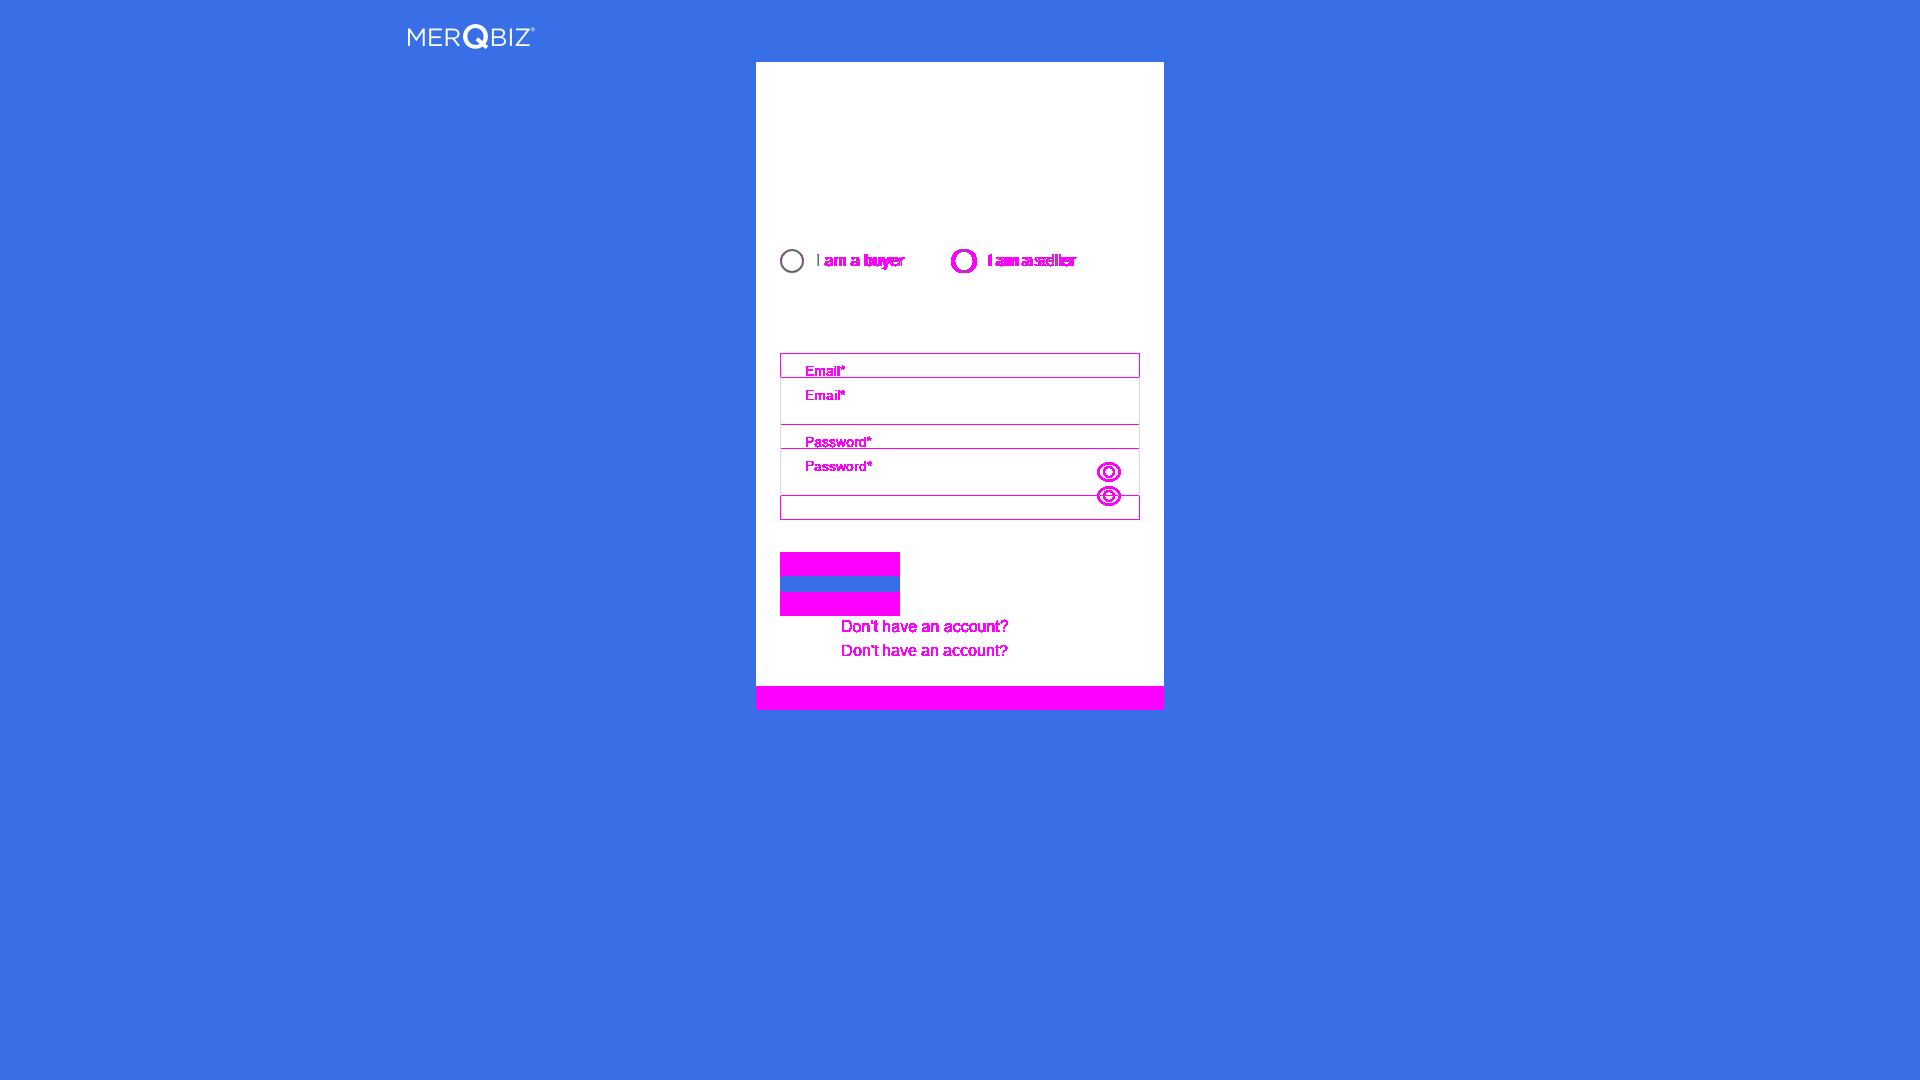 MERQBIZ®
I am a buyer
I am a seller
Email*
Email*
Password*
Password*
Don't have an account?
Don't have an account?